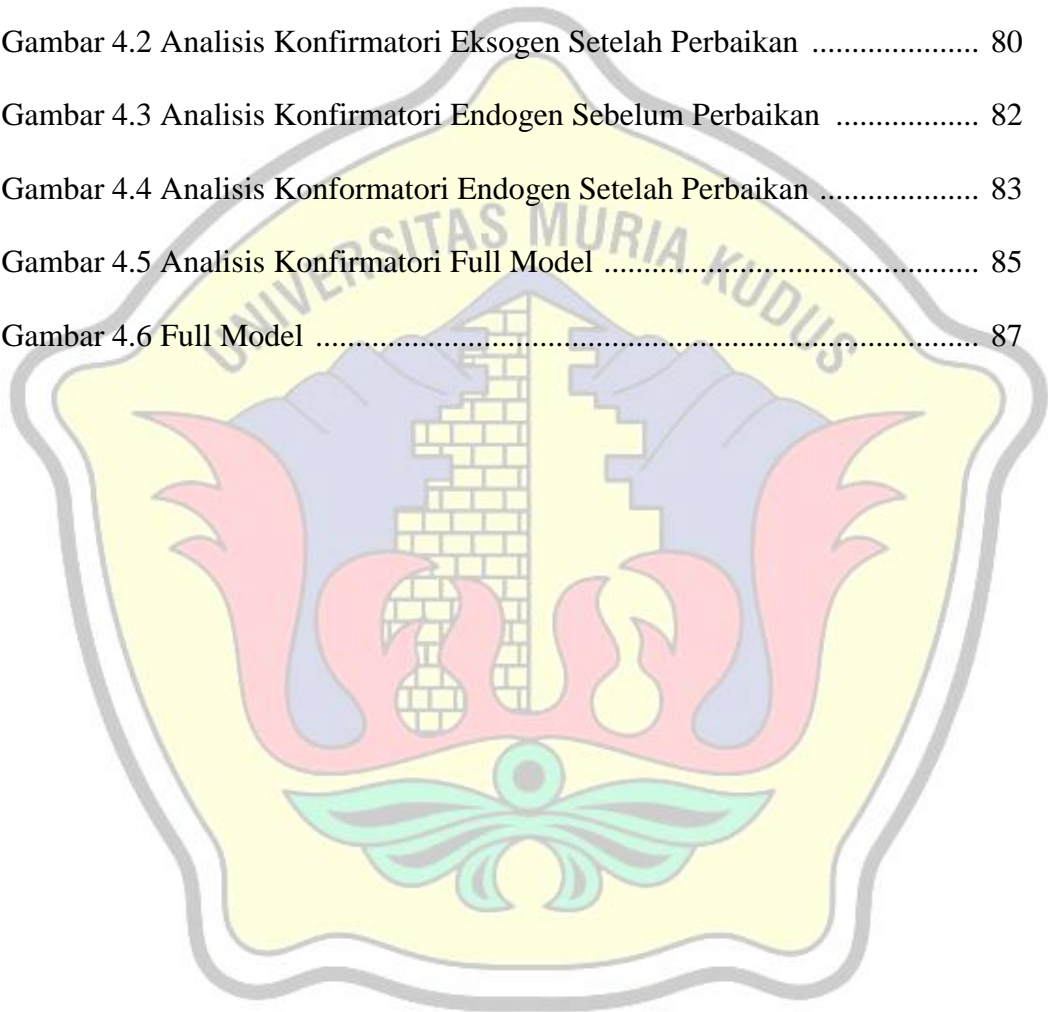 Gambar 4.2 Analisis Konfirmatori Eksogen Setelah Perbaikan ..................... 80
Gambar 4.3 Analisis Konfirmatori Endogen Sebelum Perbaikan .................. 82
Gambar 4.4 Analisis Konformatori Endogen Setelah Perbaikan .................... 83
Gambar 4.5 Analisis Konfirmatori Full Model ............................................... 85
Gambar 4.6 Full Model ................................................................................... 87
UNIVERSITAS MURIA KUDUS